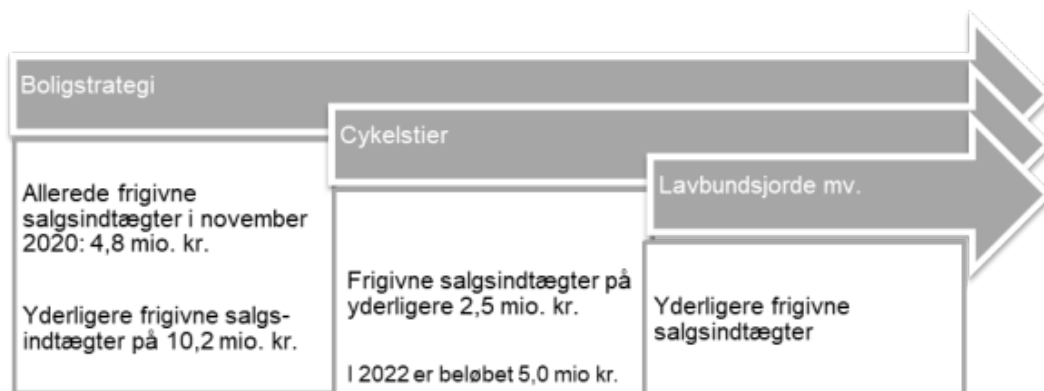 Boligstrategi
Allerede frigivne
salgsindtægter i november
2020: 4,8 mio. kr.
Yderligere frigivne salgs-
indtægter på 10,2 mio. kr.
Cykelstier
Frigivne salgsindtægter på
yderligere 2,5 mio. kr.
I 2022 er beløbet 5,0 mio kr.
Lavbundsjorde mv.
Yderligere frigivne
salgsindtægter